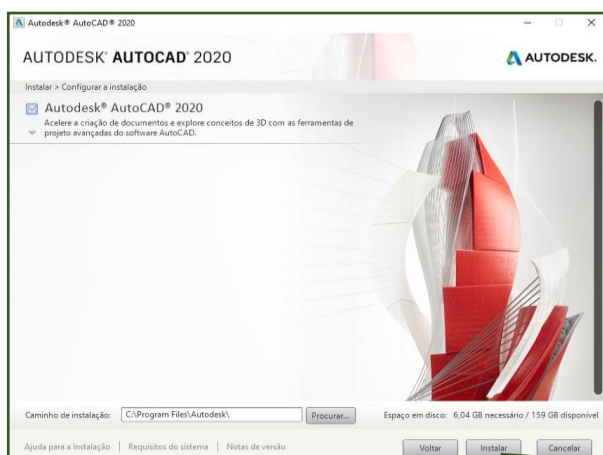 Autodesk® AutoCAD® 2020
AUTODESK® AUTOCAD® 2020
AUTODESK.
Instalar > Configurar a instalação
Autodesk® AutoCAD® 2020
Acelere a criação de documentos e explore conceitos de 3D com as ferramentas de
projeto avançadas do software AutoCAD.
Caminho de instalação: C:\Program Files\Autodesk\ Procurar... Espaço em disco: 6,04 GB necessário / 159 GB disponível
Ajuda para a Instalação | Requisitos do sistema | Notas de versão Voltar Instalar Cancelar